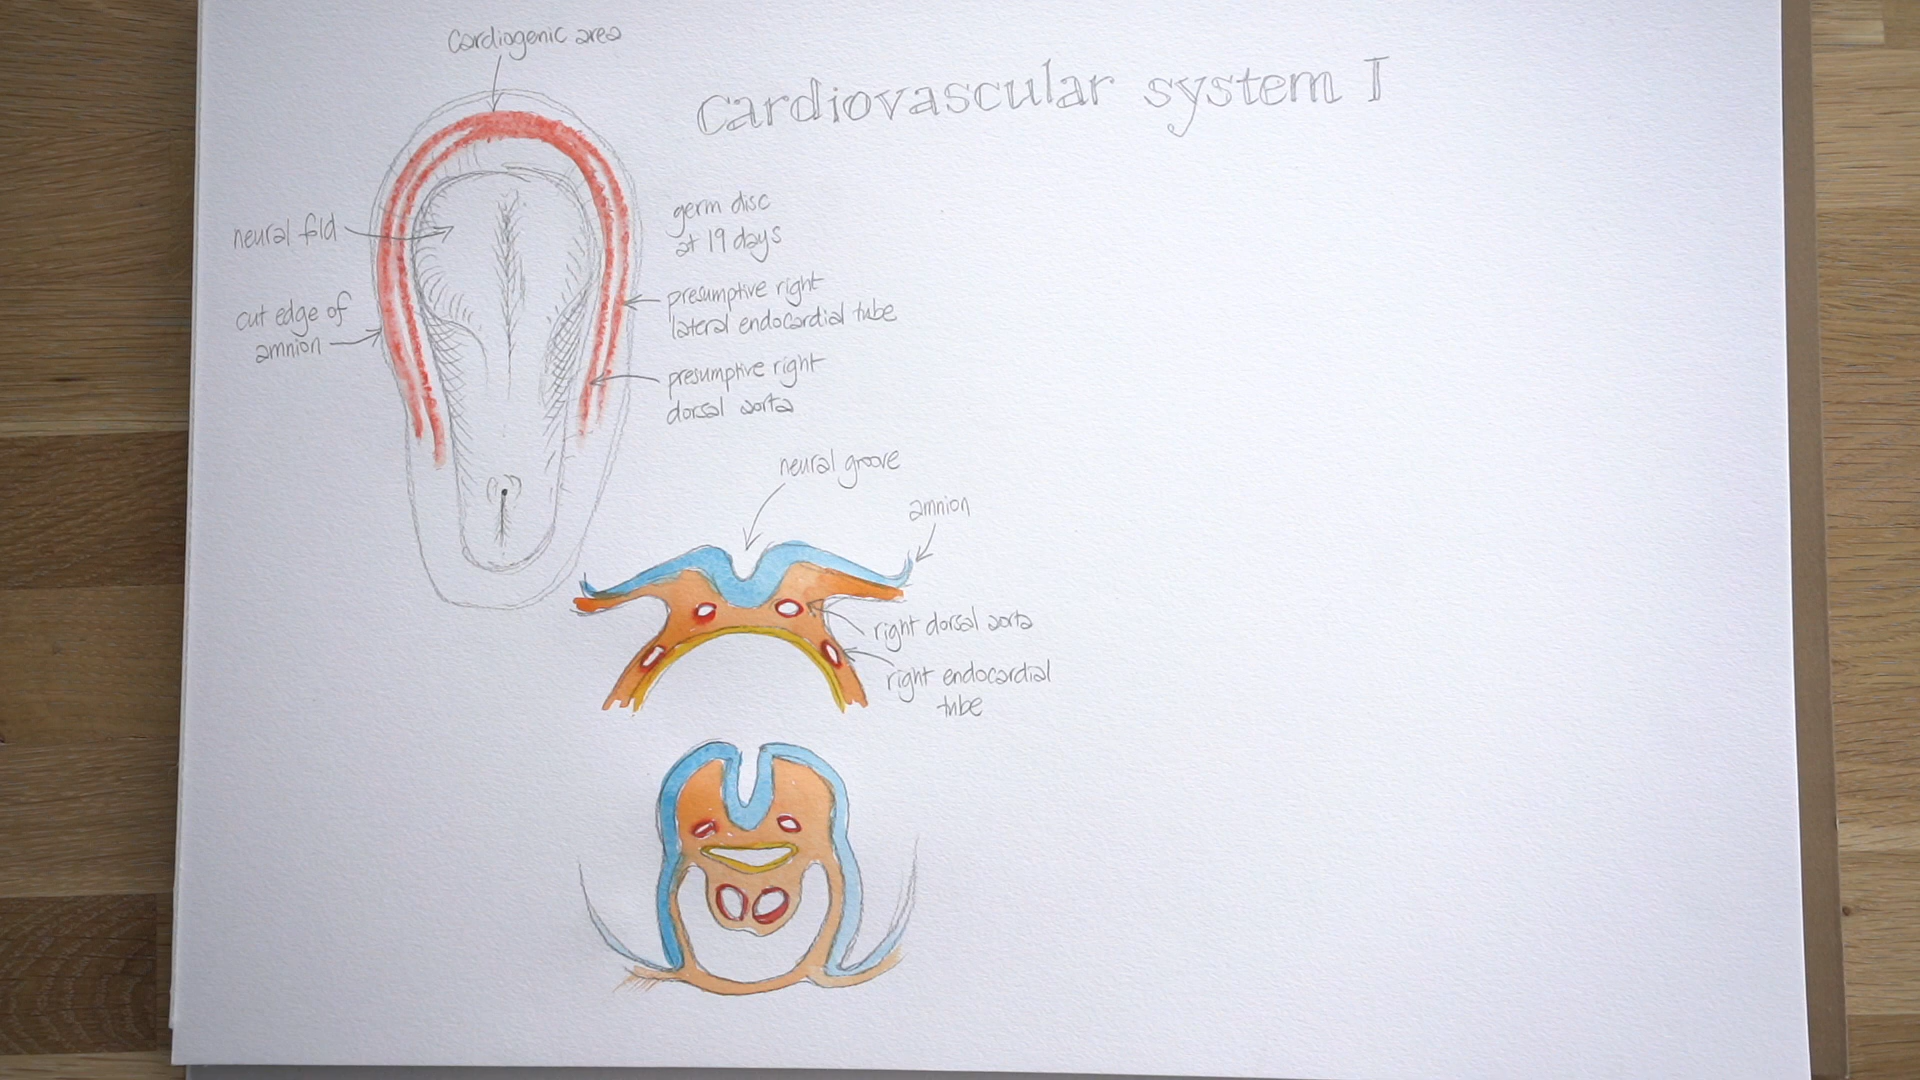 Cardiogenic area
Cardiovascular system I
neural fold
germ disc
at 19 days
cut edge of
amnion
presumptive right
lateral endocardial tube
presumptive right
dorsal aorta
neural groove
amnion
right dorsal aorta
right endocardial
tube